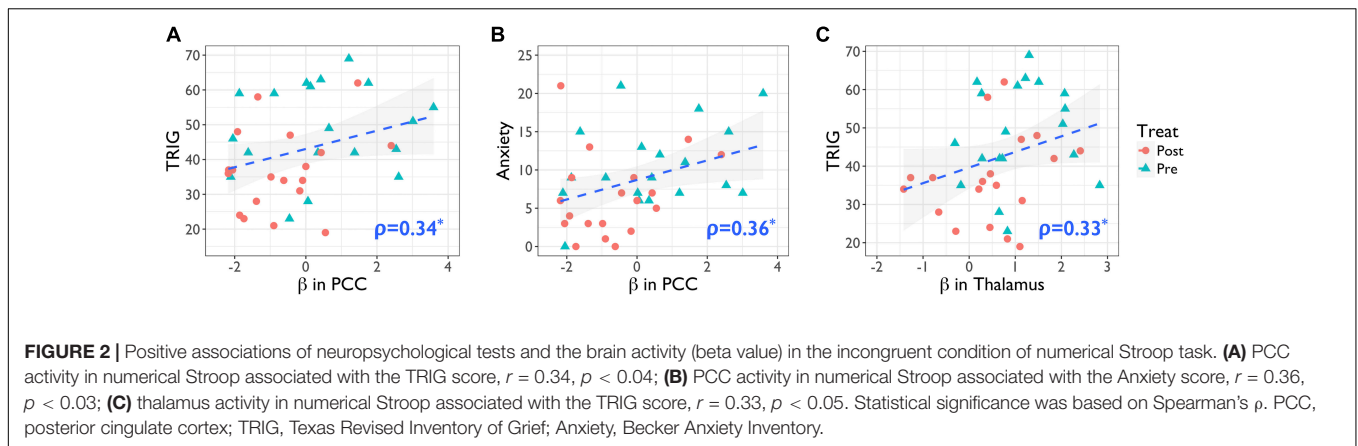 A
B
C
70
60
50
40
30
20
TRIG
-2
0
2
4
β in PCC
ρ=0.34*
25
20
15
10
5
0
Anxiety
-2
0
2
4
β in PCC
ρ=0.36*
70
60
50
40
30
20
TRIG
-2
-1
0
1
2
3
β in Thalamus
ρ=0.33*
Treat
Post
Pre
FIGURE 2 | Positive associations of neuropsychological tests and the brain activity (beta value) in the incongruent condition of numerical Stroop task. (A) PCC
activity in numerical Stroop associated with the TRIG score, r = 0.34, p < 0.04; (B) PCC activity in numerical Stroop associated with the Anxiety score, r = 0.36,
p < 0.03; (C) thalamus activity in numerical Stroop associated with the TRIG score, r = 0.33, p < 0.05. Statistical significance was based on Spearman's ρ. PCC,
posterior cingulate cortex; TRIG, Texas Revised Inventory of Grief; Anxiety, Becker Anxiety Inventory.